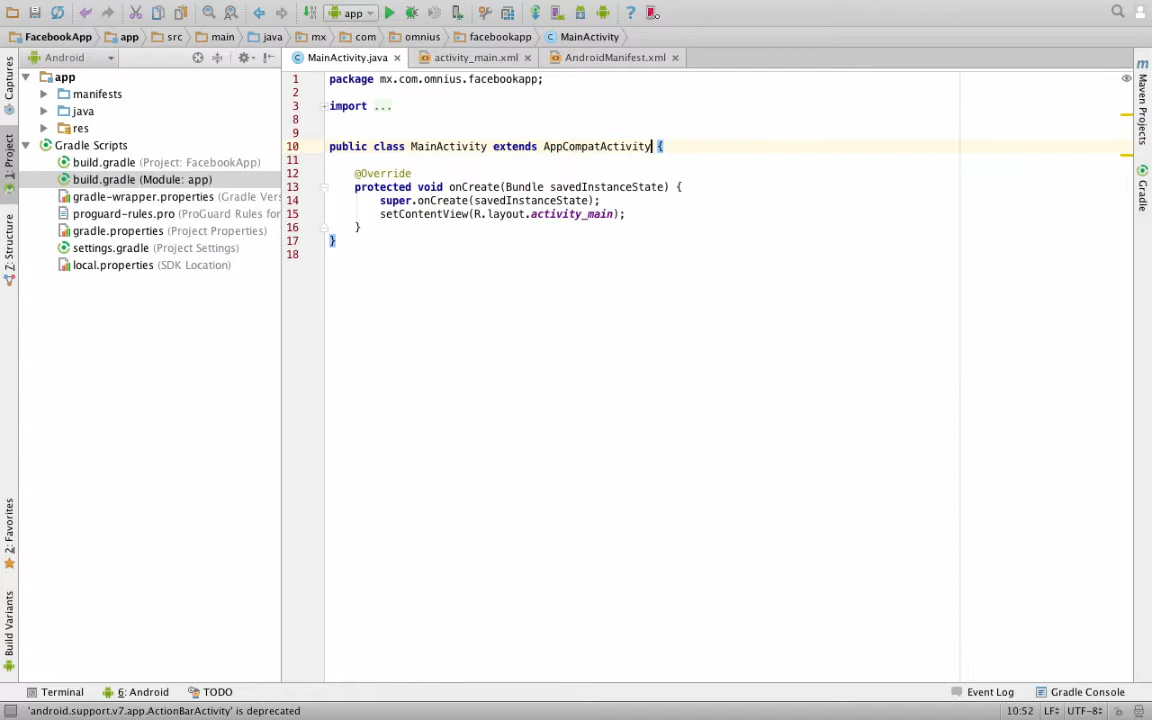 app
FacebookApp app src main java mx com omnius facebookapp MainActivity
Android
MainActivity.java
activity_main.xml
AndroidManifest.xml
Captures
1: Project
Z: Structure
2: Favorites
Build Variants
app
manifests
java
res
Gradle Scripts
build.gradle (Project: FacebookApp)
build.gradle (Module: app)
gradle-wrapper.properties (Gradle Vers
proguard-rules.pro (ProGuard Rules for
gradle.properties (Project Properties)
settings.gradle (Project Settings)
local.properties (SDK Location)
1 package mx.com.omnius.facebookapp;
2
3 import ...
8
9
10 public class MainActivity extends AppCompatActivity {
11
12 @Override
13 protected void onCreate(Bundle savedInstanceState) {
14 super.onCreate(savedInstanceState);
15 setContentView(R.layout.activity_main);
16 }
17 }
18
Maven Projects
Gradle
Terminal
6: Android
TODO
Event Log
Gradle Console
'android.support.v7.app.ActionBarActivity' is deprecated
10:52 LF÷ UTF-8÷